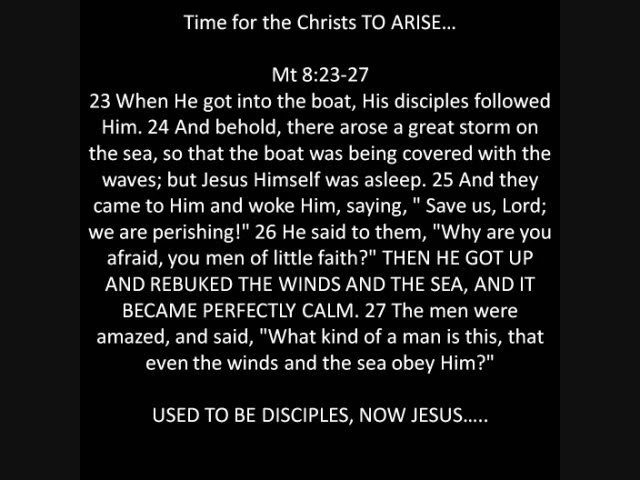 Time for the Christs TO ARISE…
Mt 8:23-27
23 When He got into the boat, His disciples followed
Him. 24 And behold, there arose a great storm on
the sea, so that the boat was being covered with the
waves; but Jesus Himself was asleep. 25 And they
came to Him and woke Him, saying, " Save us, Lord;
we are perishing!" 26 He said to them, "Why are you
afraid, you men of little faith?" THEN HE GOT UP
AND REBUKED THE WINDS AND THE SEA, AND IT
BECAME PERFECTLY CALM. 27 The men were
amazed, and said, "What kind of a man is this, that
even the winds and the sea obey Him?"
USED TO BE DISCIPLES, NOW JESUS…..